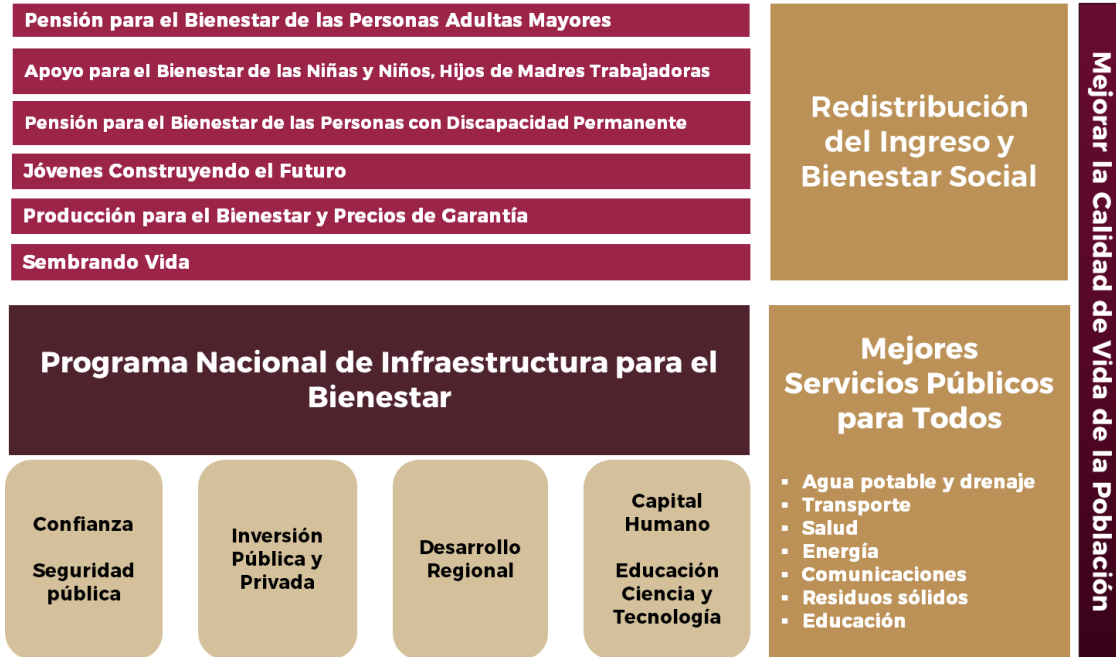 Pensión para el Bienestar de las Personas Adultas Mayores
Apoyo para el Bienestar de las Niñas y Niños, Hijos de Madres Trabajadoras
Pensión para el Bienestar de las Personas con Discapacidad Permanente
Jóvenes Construyendo el Futuro
Producción para el Bienestar y Precios de Garantía
Sembrando Vida
Redistribución
del Ingreso y
Bienestar Social
Programa Nacional de Infraestructura para el
Bienestar
Confianza
Seguridad
pública
Inversión
Pública y
Privada
Desarrollo
Regional
Capital
Humano
Educación
Ciencia y
Tecnología
Mejores
Servicios Públicos
para Todos
▪ Agua potable y drenaje
▪ Transporte
▪ Salud
▪ Energía
▪ Comunicaciones
▪ Residuos sólidos
▪ Educación
Mejorar la Calidad de Vida de la Población